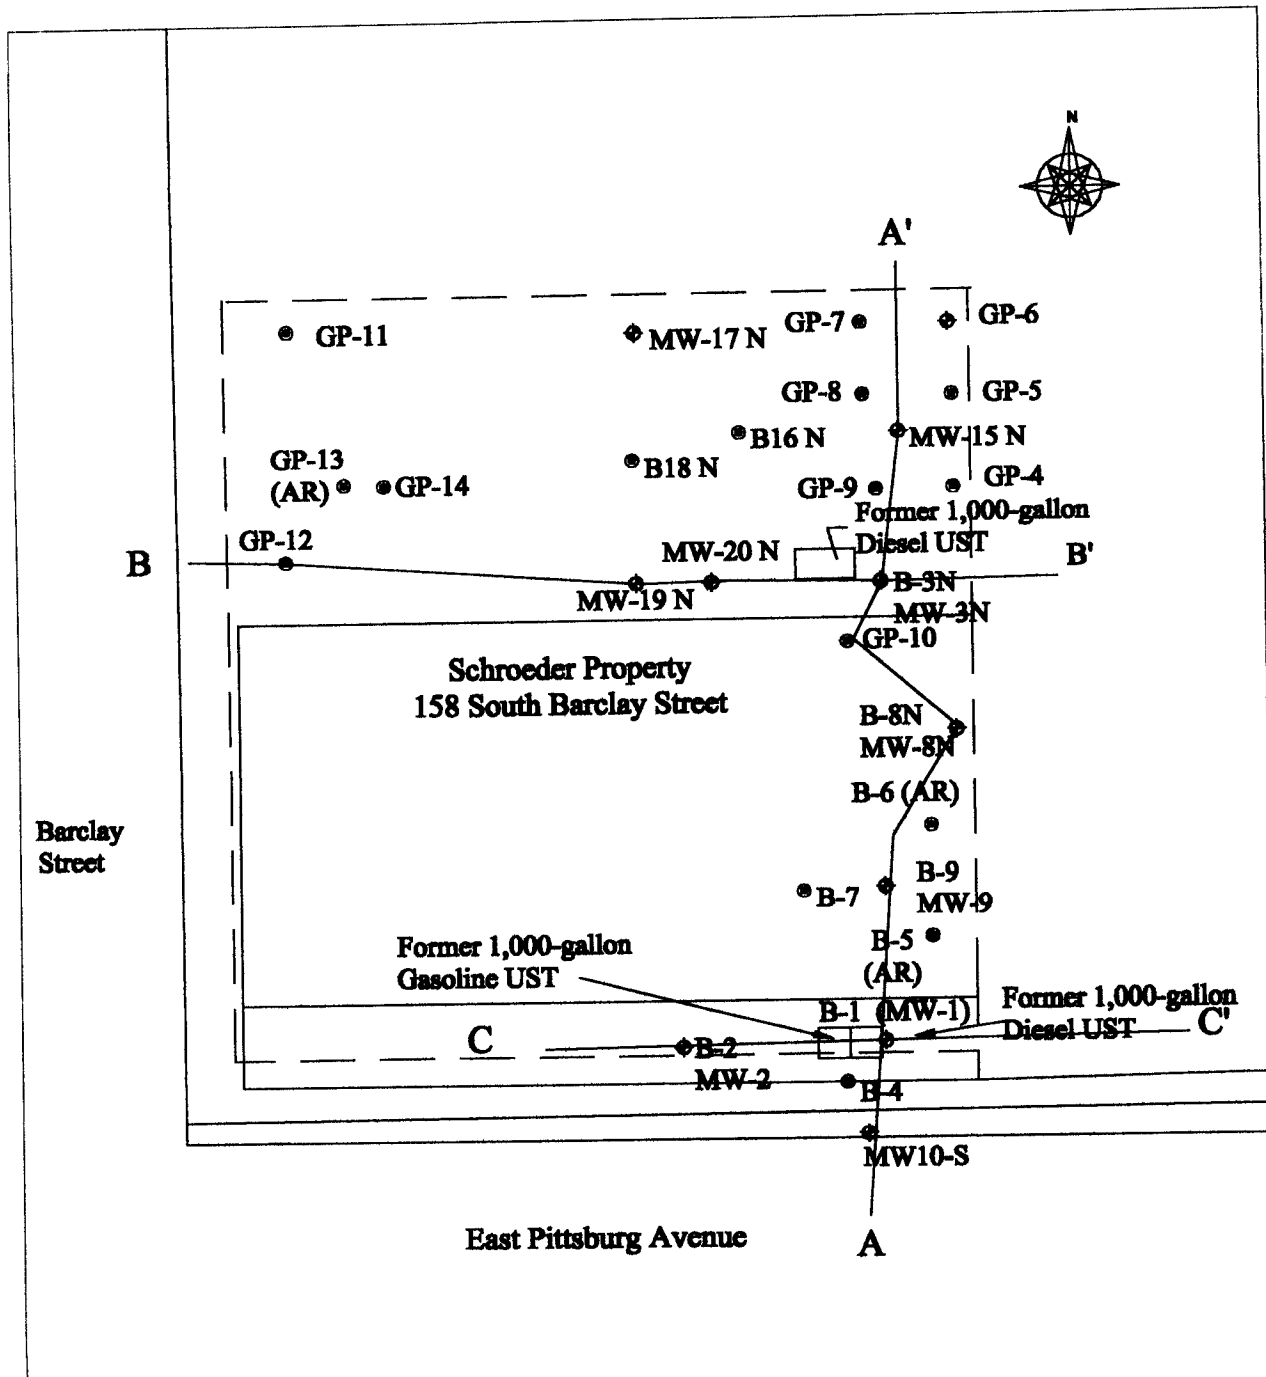 N
A'
GP-11
MW-17 N
GP-7
GP-6
GP-8
GP-5
B16 N
MW-15 N
GP-13
(AR)
GP-14
B18 N
GP-9
GP-4
Former 1,000-gallon
Diesel UST
GP-12
B
MW-20 N
B'
MW-19 N
B-3N
MW-3N
GP-10
Schroeder Property
158 South Barclay Street
B-8N
MW-8N
B-6 (AR)
Barclay
Street
B-7
B-9
MW-9
Former 1,000-gallon
Gasoline UST
B-5
(AR)
B-1 (MW-1)
Former 1,000-gallon
Diesel UST
C
C'
B-2
MW-2
B-4
MW10-S
East Pittsburg Avenue
A